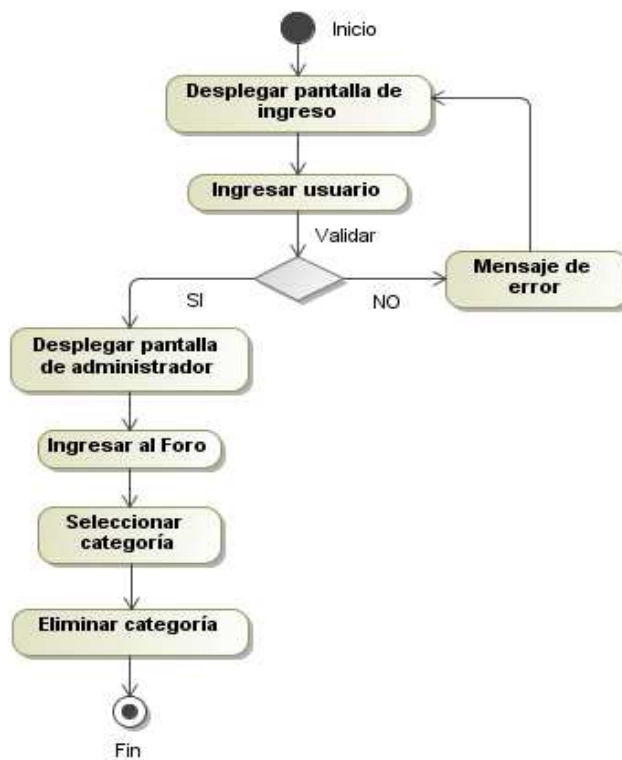 Inicio
Desplegar pantalla de
ingreso
Ingresar usuario
Validar
Mensaje de
error
SI
NO
Desplegar pantalla
de administrador
Ingresar al Foro
Seleccionar
categoría
Eliminar categoría
Fin